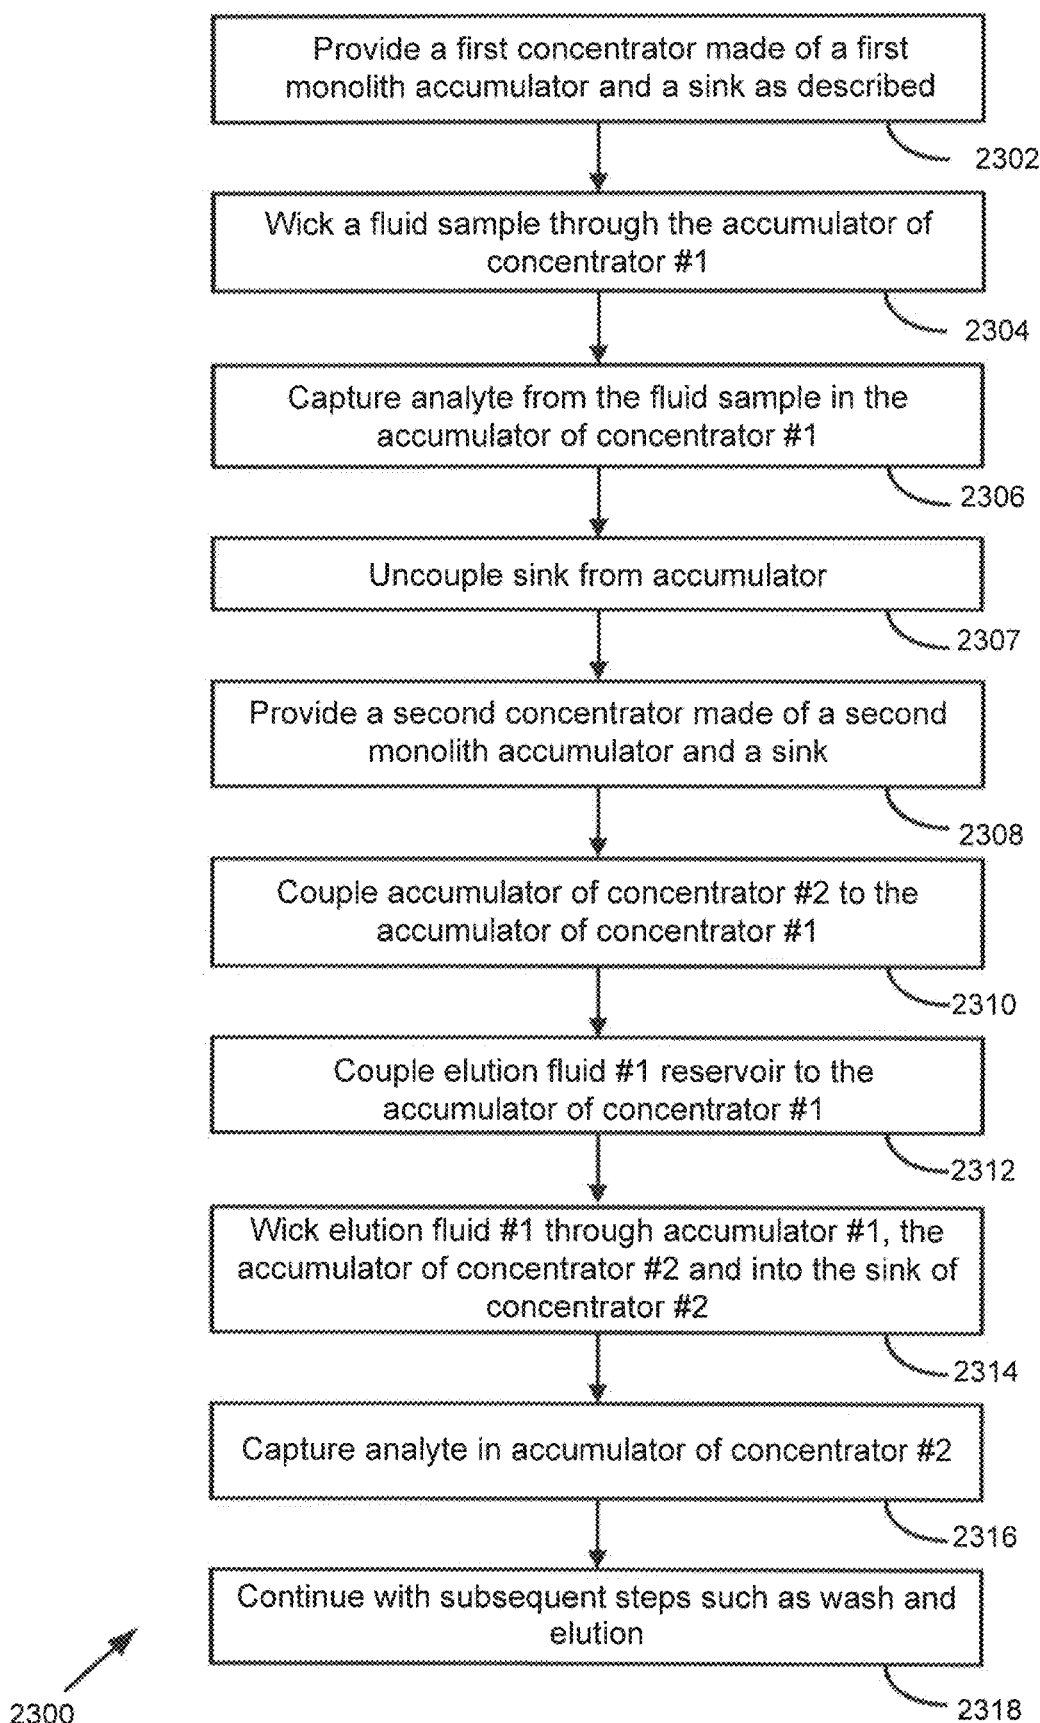 Provide a first concentrator made of a first
monolith accumulator and a sink as described
2302
Wick a fluid sample through the accumulator of
concentrator #1
2304
Capture analyte from the fluid sample in the
accumulator of concentrator #1
2306
Uncouple sink from accumulator
2307
Provide a second concentrator made of a second
monolith accumulator and a sink
2308
Couple accumulator of concentrator #2 to the
accumulator of concentrator #1
2310
Couple elution fluid #1 reservoir to the
accumulator of concentrator #1
2312
Wick elution fluid #1 through accumulator #1, the
accumulator of concentrator #2 and into the sink of
concentrator #2
2314
Capture analyte in accumulator of concentrator #2
2316
Continue with subsequent steps such as wash and
elution
2318
2300